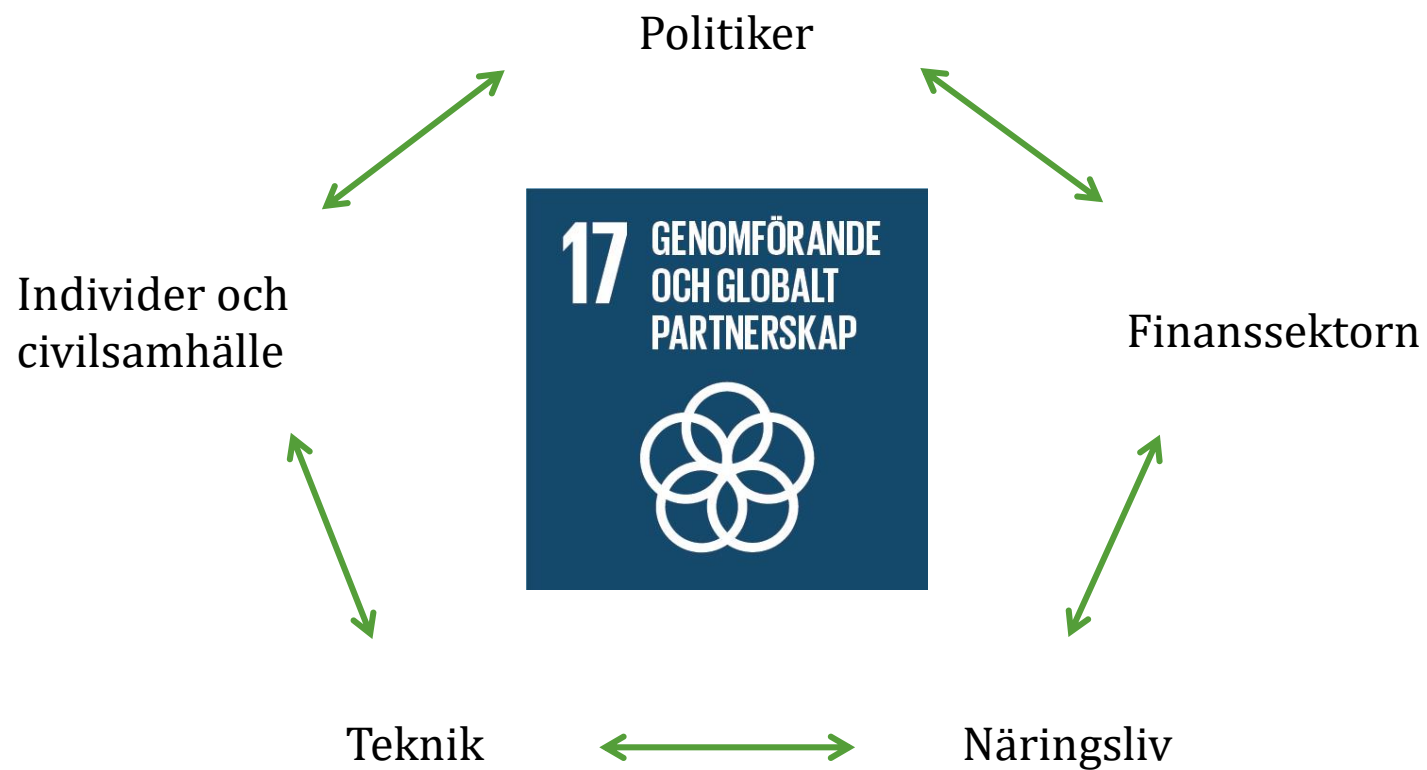 Politiker
17 GENOMFÖRANDE
OCH GLOBALT
PARTNERSKAP
Individer och
civilsamhälle
Finanssektorn
Teknik
Näringsliv